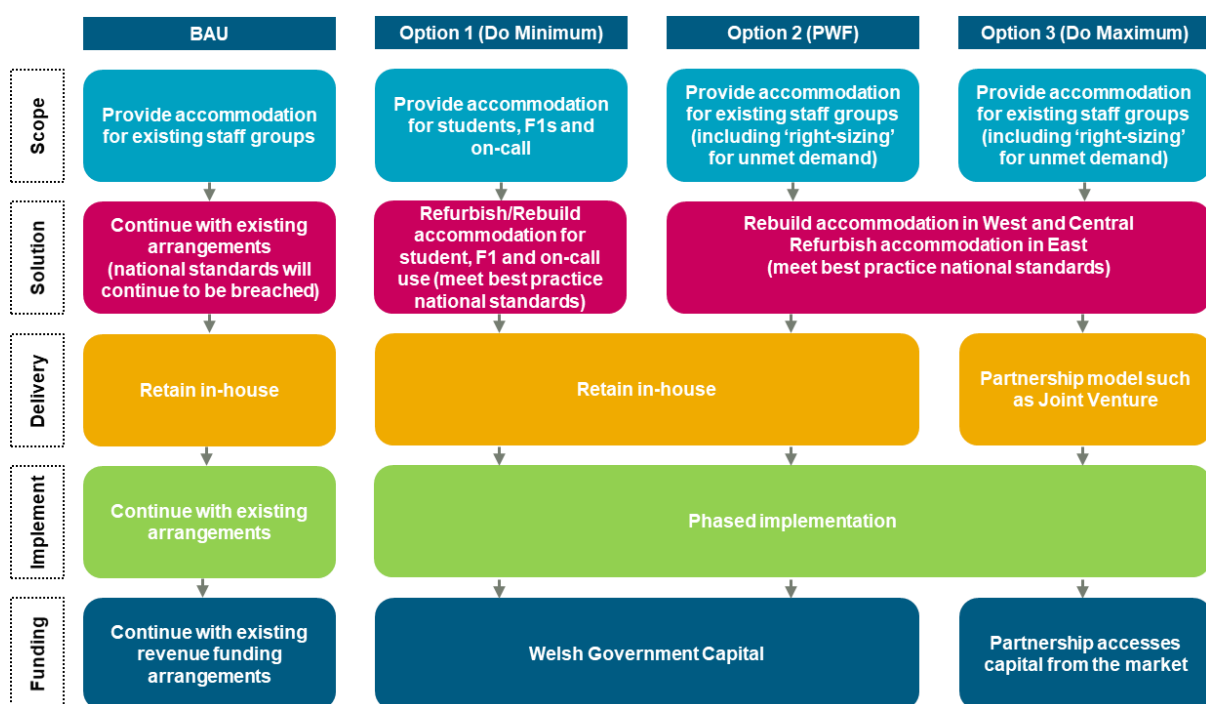 BAU
Option 1 (Do Minimum)
Option 2 (PWF)
Option 3 (Do Maximum)
Scope
Provide accommodation
for existing staff groups
Provide accommodation
for students, F1s and
on-call
Provide accommodation
for existing staff groups
(including ‘right-sizing’
for unmet demand)
Provide accommodation
for existing staff groups
(including ‘right-sizing’
for unmet demand)
Solution
Continue with existing
arrangements
(national standards will
continue to be breached)
Refurbish/Rebuild
accommodation for
student, F1 and on-call
use (meet best practice
national standards)
Rebuild accommodation in West and Central
Refurbish accommodation in East
(meet best practice national standards)
Delivery
Retain in-house
Retain in-house
Partnership model such
as Joint Venture
Implement
Continue with existing
arrangements
Phased implementation
Funding
Continue with existing
revenue funding
arrangements
Welsh Government Capital
Partnership accesses
capital from the market